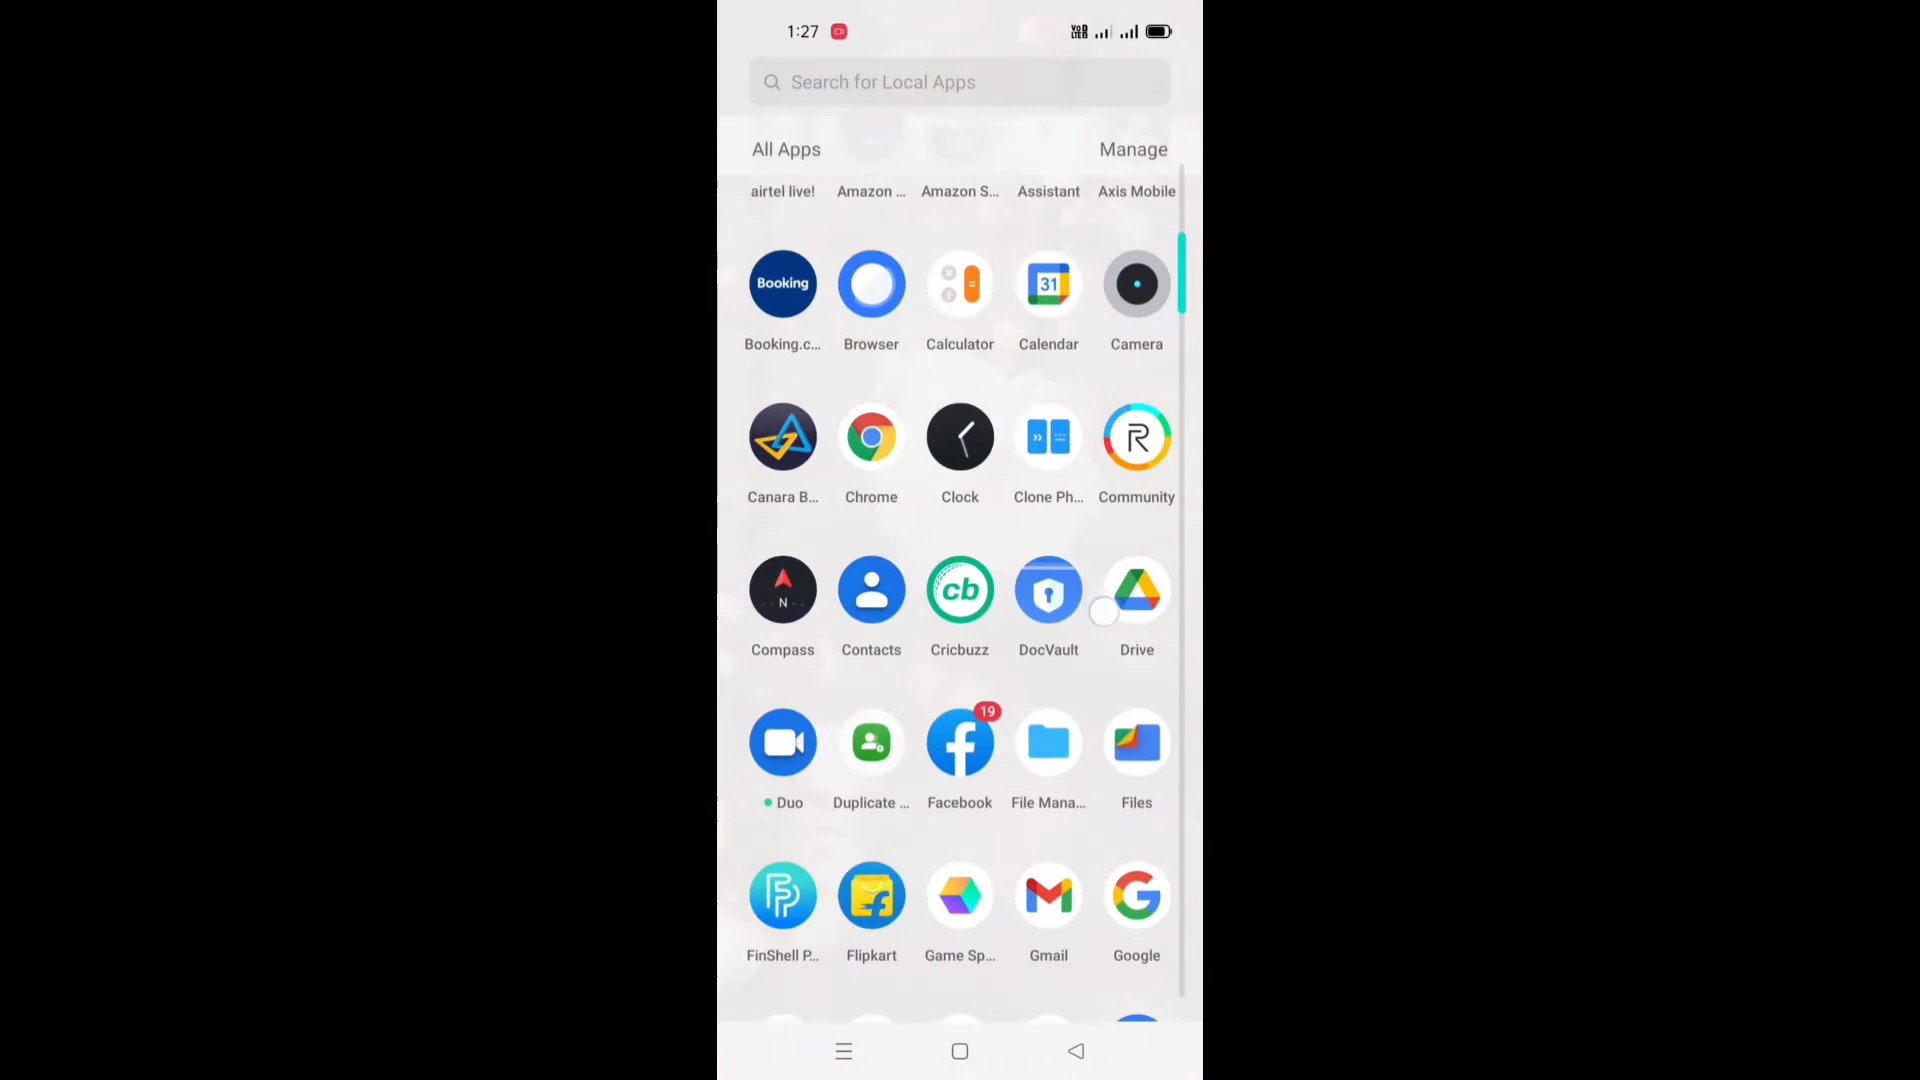 1:27 VoLTE 2
Search for Local Apps
All Apps Manage
airtel live! Amazon ... Amazon S... Assistant Axis Mobile
Booking 31
Booking.c... Browser Calculator Calendar Camera
R
Canara B... Chrome Clock Clone Ph... Community
N cb
Compass Contacts Cricbuzz DocVault Drive
19
Duo Duplicate ... Facebook File Mana... Files
FinShell P... Flipkart Game Sp... Gmail Google